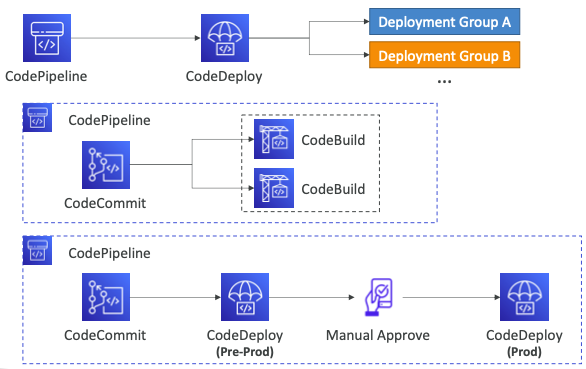 Deployment Group A
CodePipeline
CodeDeploy
Deployment Group B
...
CodePipeline
CodeBuild
CodeCommit
CodeBuild
CodePipeline
CodeCommit
CodeDeploy
(Pre-Prod)
Manual Approve
CodeDeploy
(Prod)